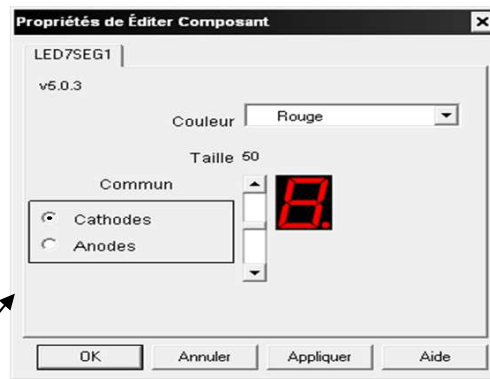 Propriétés de Éditer Composant
LED7SEG1
v5.0.3
Couleur Rouge
Taille 50
Commun
Cathodes
Anodes
OK Annuler Appliquer Aide